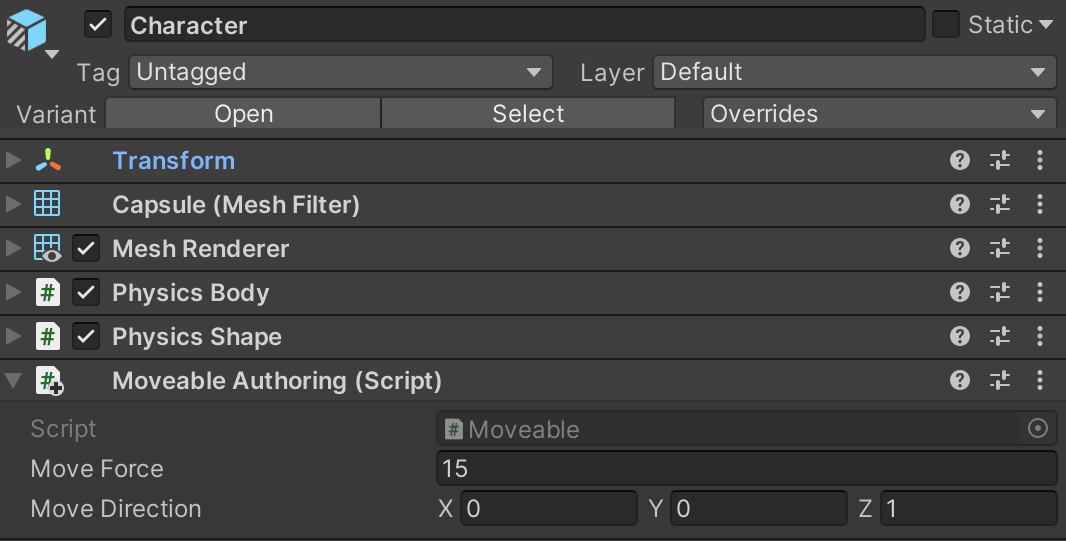 Character Static
Tag Untagged Layer Default
Variant Open Select Overrides
Transform
Capsule (Mesh Filter)
Mesh Renderer
# Physics Body
# Physics Shape
# Moveable Authoring (Script)
Script # Moveable
Move Force 15
Move Direction X 0 Y 0 Z 1